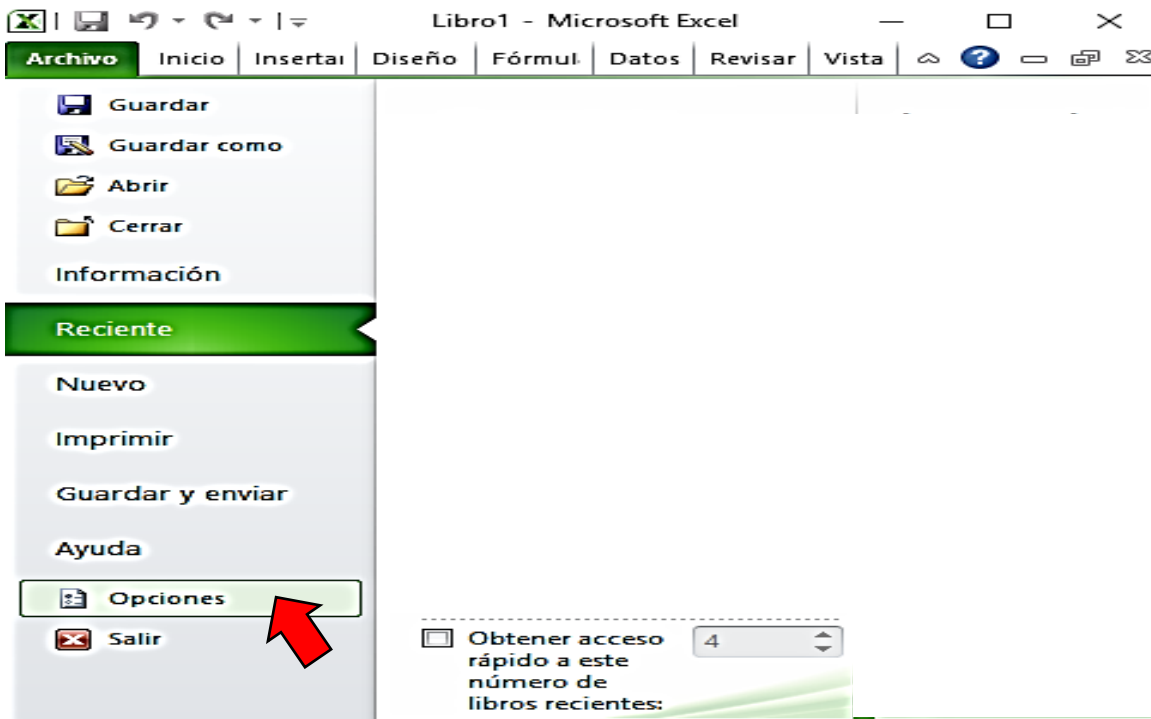 Libro1 - Microsoft Excel
Archivo Inicio Insertar Diseño Fórmul Datos Revisar Vista
Guardar
Guardar como
Abrir
Cerrar
Información
Reciente
Nuevo
Imprimir
Guardar y enviar
Ayuda
Opciones
Salir
Obtener acceso 4
rápido a este
número de
libros recientes: